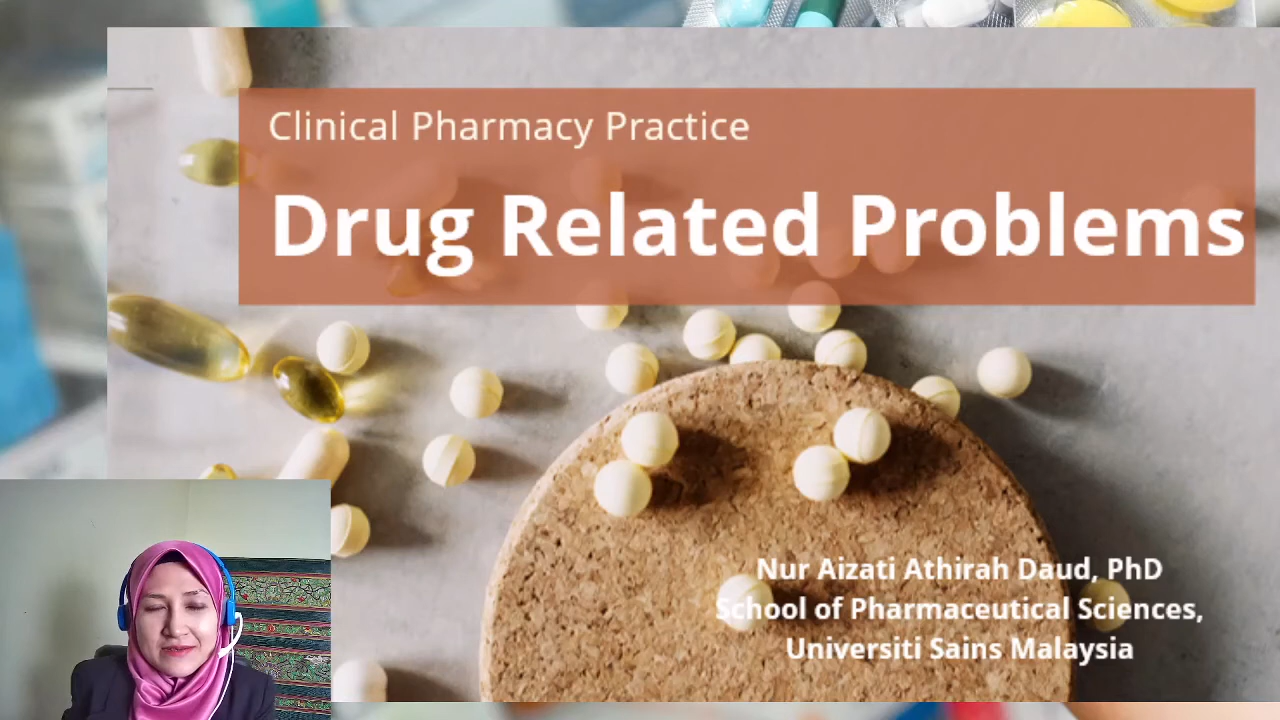 Clinical Pharmacy Practice
Drug Related Problems
Nur Aizati Athirah Daud, PhD
School of Pharmaceutical Sciences,
Universiti Sains Malaysia